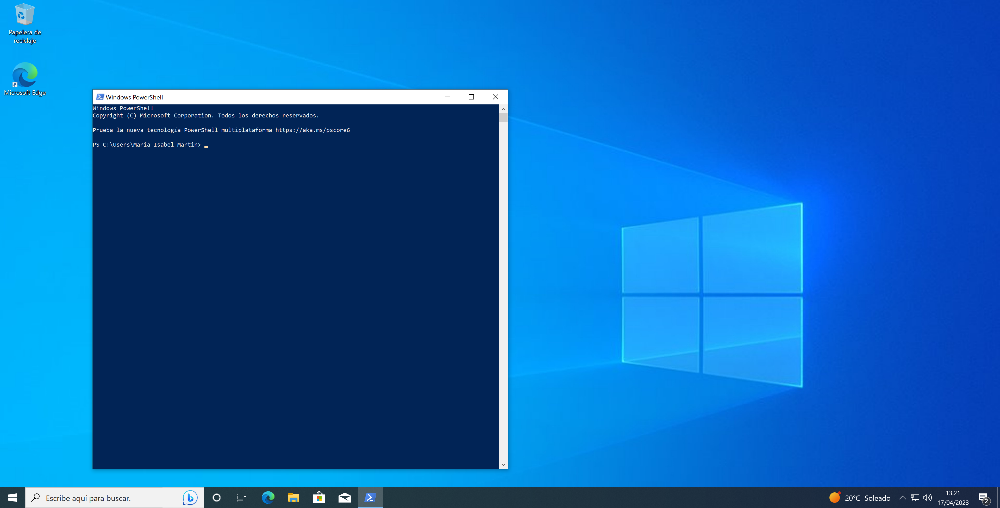 Papelera de
reciclaje
Microsoft Edge
Windows PowerShell
Windows PowerShell
Copyright (C) Microsoft Corporation. Todos los derechos reservados.
Prueba la nueva tecnología PowerShell multiplataforma https://aka.ms/pscore6
PS C:\Users\Maria Isabel Martin>
Escribe aquí para buscar.
20°C Soleado
13:21
17/04/2023
2